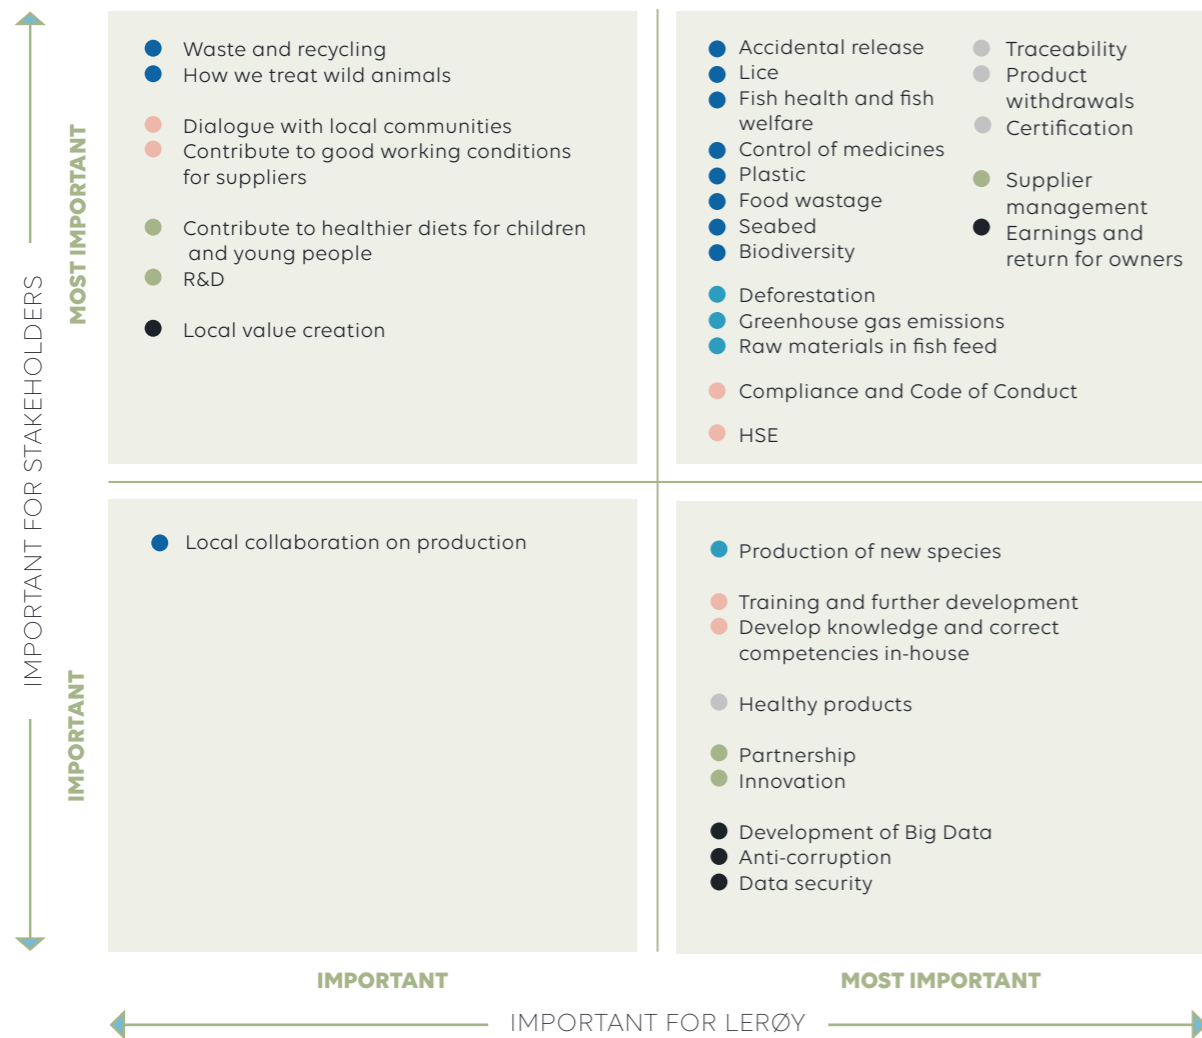 IMPORTANT FOR STAKEHOLDERS
MOST IMPORTANT
Waste and recycling
How we treat wild animals
Dialogue with local communities
Contribute to good working conditions
for suppliers
Contribute to healthier diets for children
and young people
R&D
Local value creation
Accidental release
Lice
Fish health and fish
welfare
Control of medicines
Plastic
Food wastage
Seabed
Biodiversity
Deforestation
Greenhouse gas emissions
Raw materials in fish feed
Compliance and Code of Conduct
HSE
Traceability
Product
withdrawals
Certification
Supplier
management
Earnings and
return for owners
IMPORTANT
Local collaboration on production
Production of new species
Training and further development
Develop knowledge and correct
competencies in-house
Healthy products
Partnership
Innovation
Development of Big Data
Anti-corruption
Data security
IMPORTANT
MOST IMPORTANT
IMPORTANT FOR LERØY